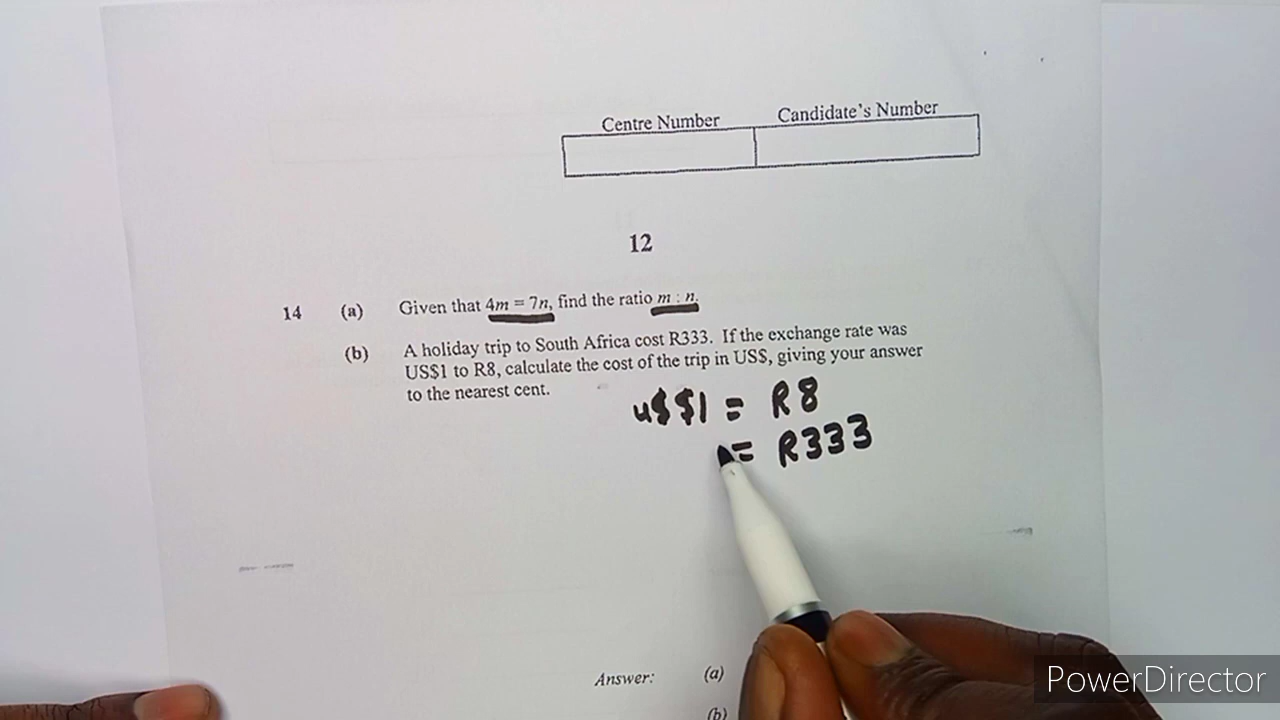 Centre Number Candidate's Number
12
14 (a) Given that 4m = 7n, find the ratio m : n.
(b) A holiday trip to South Africa cost R333. If the exchange rate was
US$1 to R8, calculate the cost of the trip in US$, giving your answer
to the nearest cent.
u$$1 = R8
= R333
Answer: (a)
(b)
PowerDirector